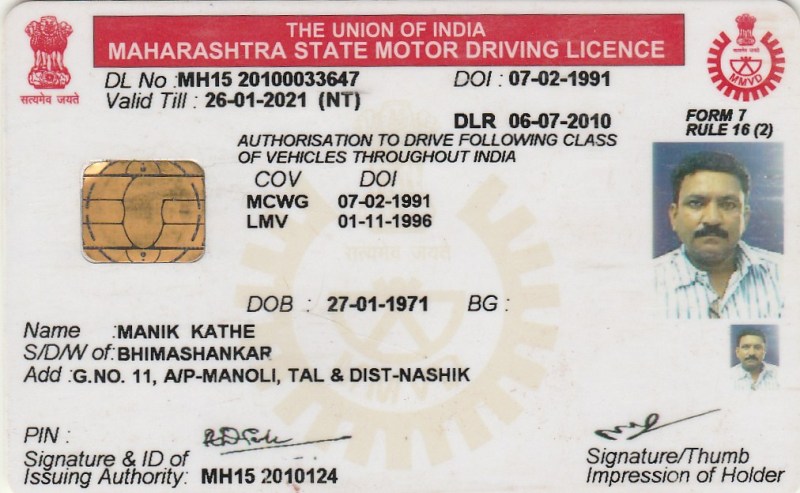 THE UNION OF INDIA
MAHARASHTRA STATE MOTOR DRIVING LICENCE
सत्यमेव जयते
MMVD
DL No : MH15 20100033647 DOI : 07-02-1991
Valid Till : 26-01-2021 (NT)
DLR 06-07-2010
FORM 7
RULE 16 (2)
AUTHORISATION TO DRIVE FOLLOWING CLASS
OF VEHICLES THROUGHOUT INDIA
COV DOI
MCWG 07-02-1991
LMV 01-11-1996
सत्यमेव जयते
DOB : 27-01-1971 BG :
Name : MANIK KATHE
S/D/W of : BHIMASHANKAR
Add : G.NO. 11, A/P-MANOLI, TAL & DIST-NASHIK
MMVD
PIN :
Signature & ID of
Issuing Authority: MH15 2010124
Signature/Thumb
Impression of Holder